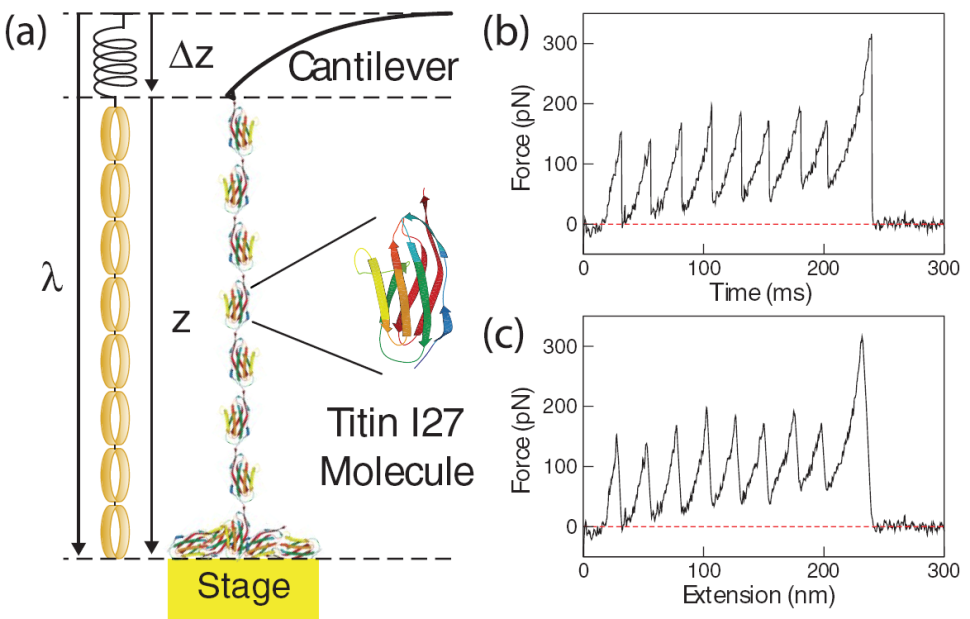 (a)
Δz
Cantilever
λ
z
Titin I27
Molecule
Stage
(b)
Force (pN)
300
200
100
0
0
100
200
300
Time (ms)
(c)
Force (pN)
300
200
100
0
0
100
200
300
Extension (nm)